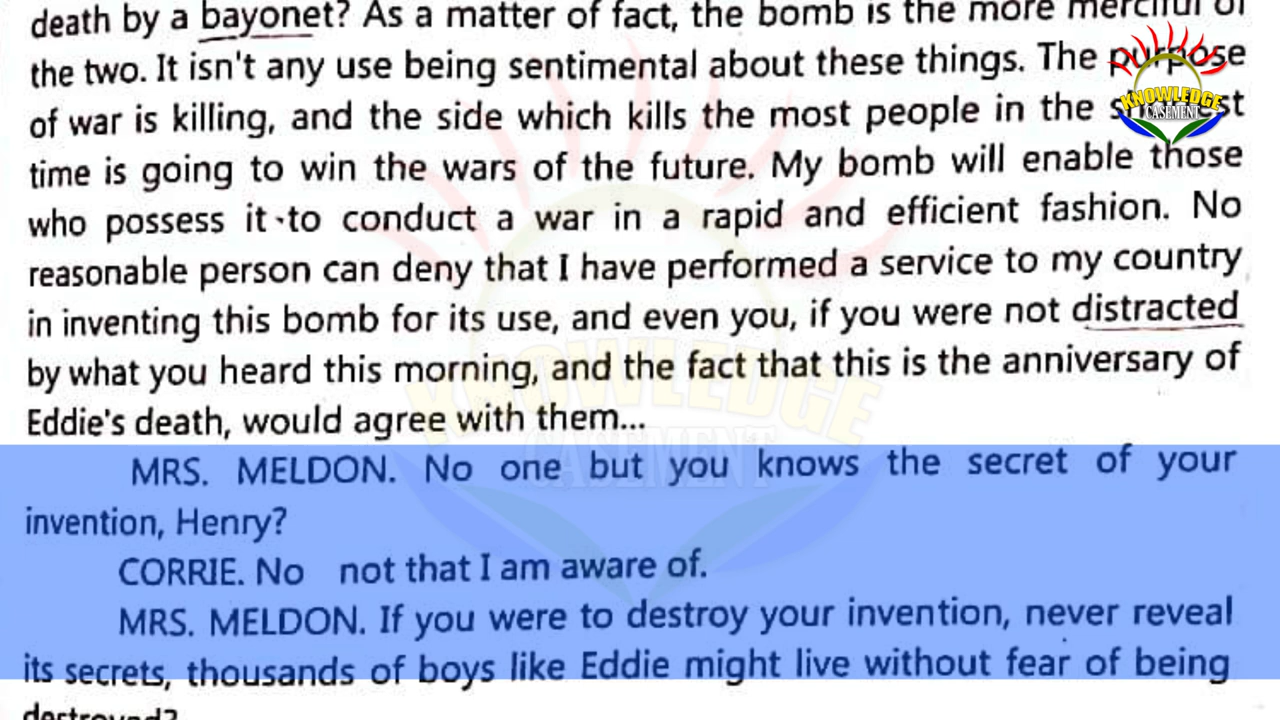 death by a bayonet? As a matter of fact, the bomb is the more merciful of
the two. It isn't any use being sentimental about these things. The purpose
of war is killing, and the side which kills the most people in the
time is going to win the wars of the future. My bomb will enable those
who possess it to conduct a war in a rapid and efficient fashion. No
reasonable person can deny that I have performed a service to my country
in inventing this bomb for its use, and even you, if you were not distracted
by what you heard this morning, and the fact that this is the anniversary of
Eddie's death, would agree with them...
MRS. MELDON. No one but you knows the secret of your
invention, Henry?
CORRIE. No not that I am aware of.
MRS. MELDON. If you were to destroy your invention, never reveal
its secrets, thousands of boys like Eddie might live without fear of being
destroyed?
KNOWLEDGE
CASEMENT
KNOWLEDGE
CASEMENT